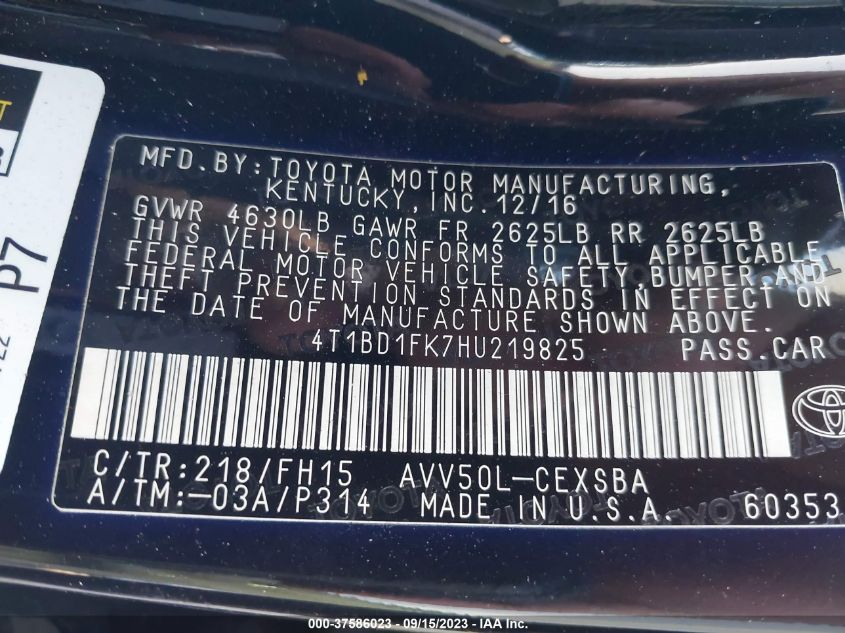 MFD.BY:TOYOTA MOTOR MANUFACTURING,
KENTUCKY,INC.12/16
GVWR 4630LB GAWR FR 2625LB RR 2625LB
THIS VEHICLE CONFORMS TO ALL APPLICABLE
FEDERAL MOTOR VEHICLE SAFETY,BUMPER,AND
THEFT PREVENTION STANDARDS IN EFFECT ON
THE DATE OF MANUFACTURE SHOWN ABOVE.
4T1BD1FK7HU219825 PASS.CAR
C/TR:218/FH15 AVV50L-CEXSBA
A/TM:-03A/P314 MADE IN U.S.A. 60353
P7
000-37586023 - 09/15/2023 - IAA Inc.